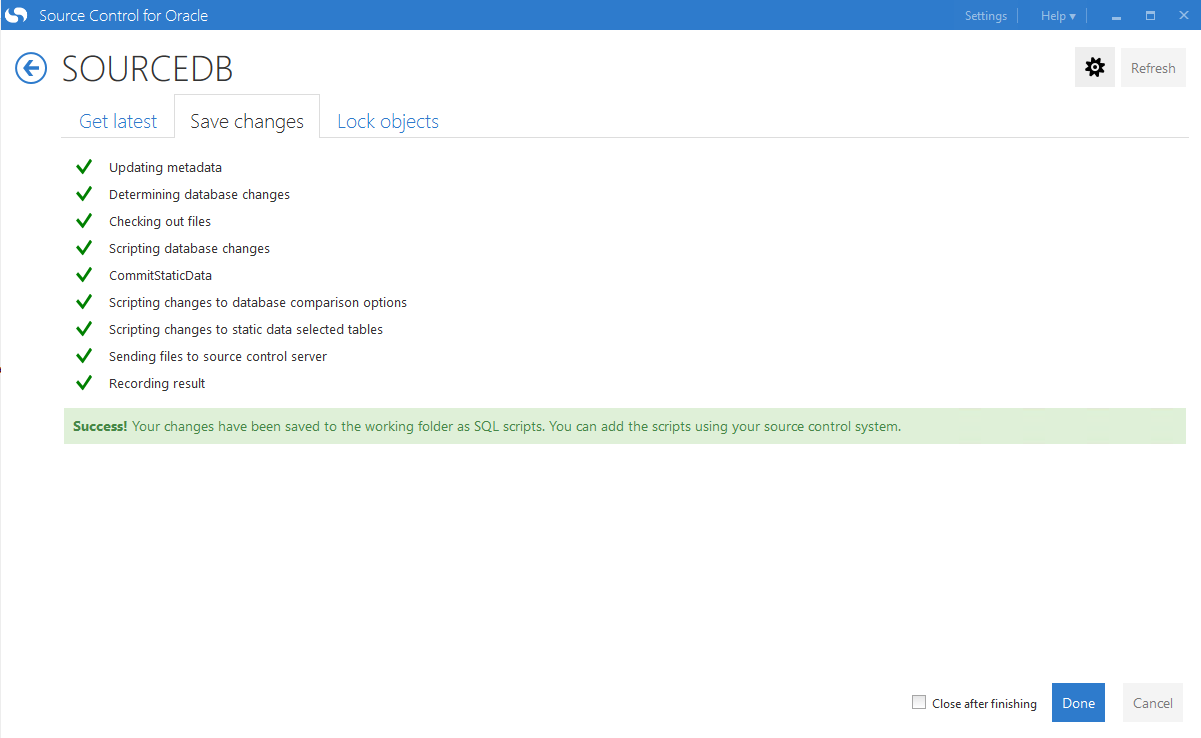 Source Control for Oracle
Settings
Help ▾
SOURCEDB
Refresh
Get latest
Save changes
Lock objects
Updating metadata
Determining database changes
Checking out files
Scripting database changes
CommitStaticData
Scripting changes to database comparison options
Scripting changes to static data selected tables
Sending files to source control server
Recording result
Success! Your changes have been saved to the working folder as SQL scripts. You can add the scripts using your source control system.
Close after finishing
Done
Cancel